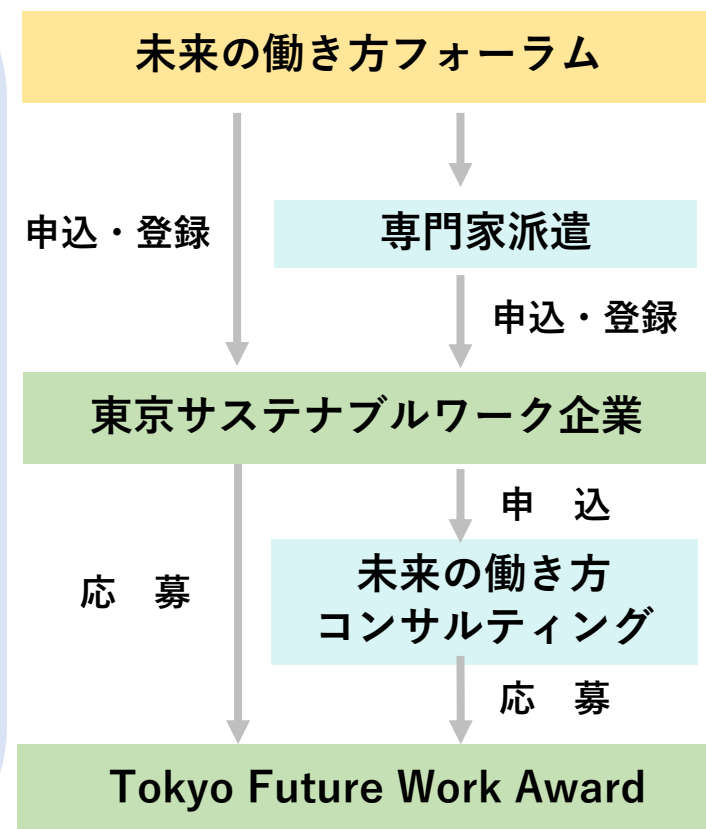 未来の働き方フォーラム
申込・登録
専門家派遣
申込・登録
東京サステナブルワーク企業
申　込
未来の働き方
コンサルティング
応　募
応　募
Tokyo Future Work Award